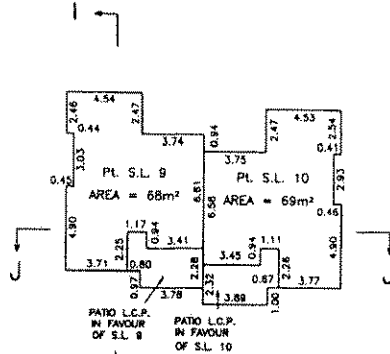 I
4.54
4.53
2.46
2.47
0.94
2.47
2.54
0.44
3.74
3.75
0.41
3.03
Pt. S.L. 9
Pt. S.L. 10
2.93
0.45
AREA = 68m²
6.61
6.58
AREA = 69m²
0.46
4.90
1.17
0.94
3.41
3.45
0.94
1.11
4.90
3.71
2.25
0.80
2.28
2.32
0.67
2.26
3.77
J
J
0.97
3.78
3.89
1.00
PATIO L.C.P.
IN FAVOUR
OF S.L. 9
PATIO L.C.P.
IN FAVOUR
OF S.L. 10